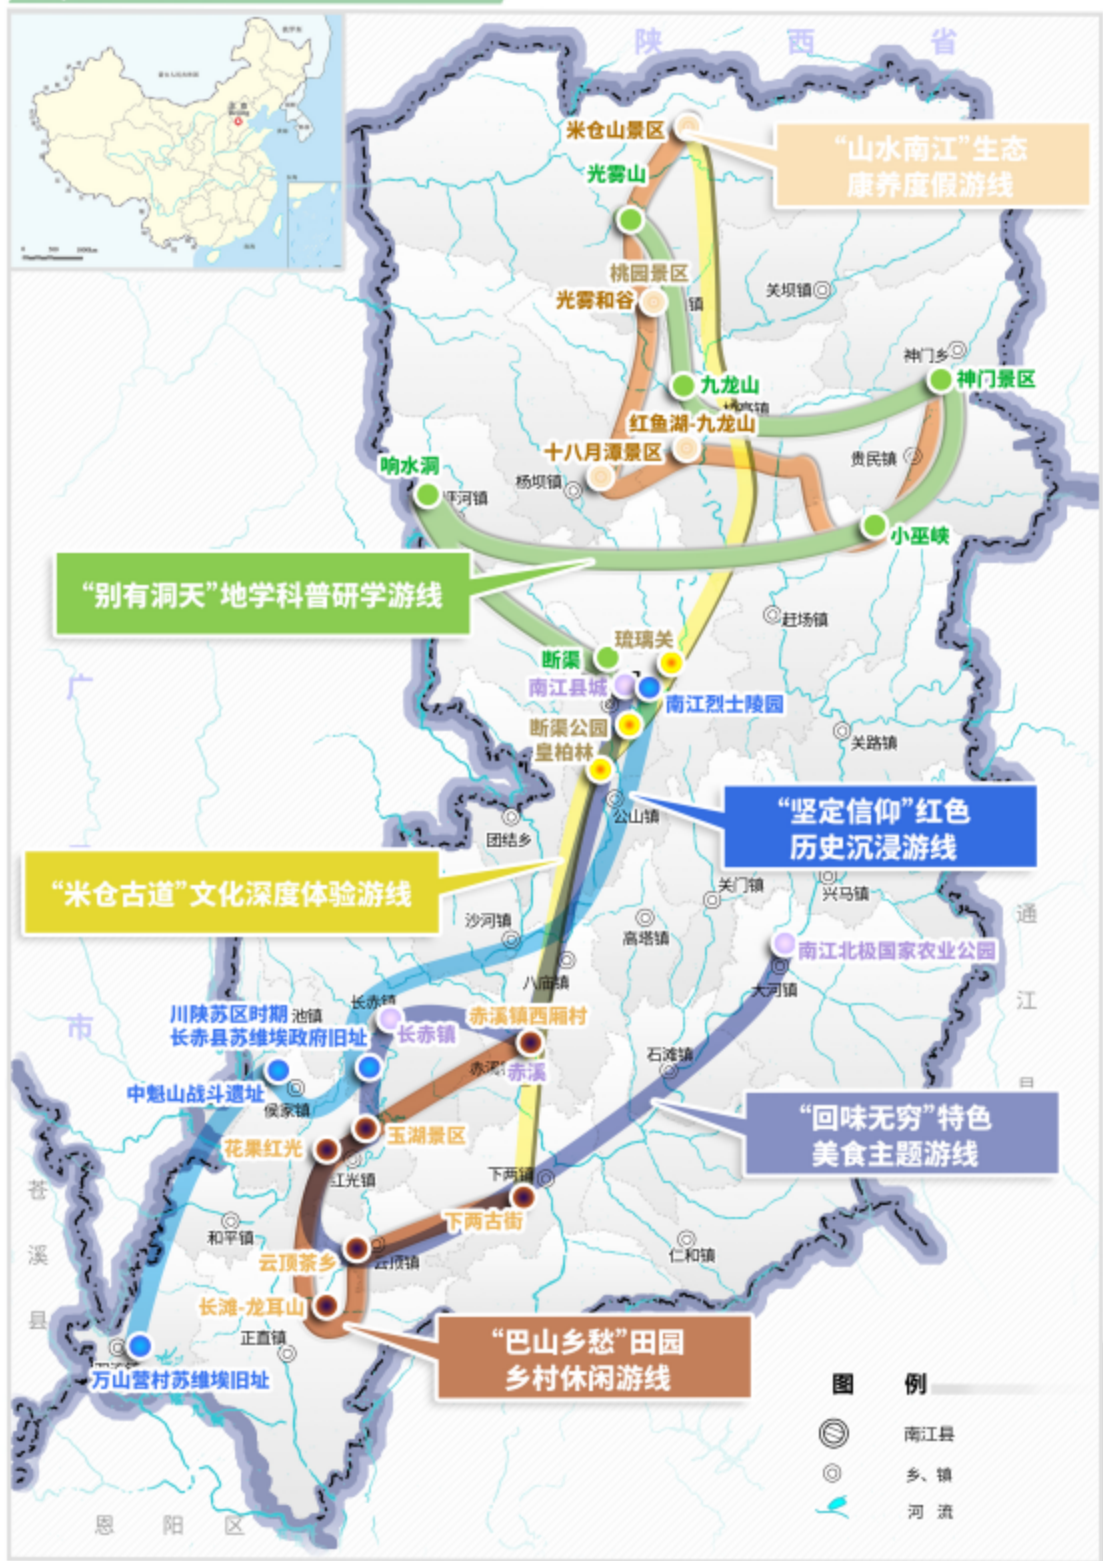 陕 西 省
米仓山景区
“山水南江”生态
康养度假游线
光雾山
桃园景区
光雾和谷
镇
关坝镇
神门乡
神门景区
九龙山
红鱼湖-九龙山
十八月潭景区
贵民镇
响水洞
杨坝镇
小巫峡
“别有洞天”地学科普研学游线
赶场镇
琉璃关
断渠
南江县城
南江烈士陵园
广
断渠公园
皇柏林
关路镇
“坚定信仰”红色
历史沉浸游线
公山镇
团结乡
“米仓古道”文化深度体验游线
关门镇
兴马镇
沙河镇
高塔镇
通
南江北极国家农业公园
八庙镇
大河镇
江
长赤镇
川陕苏区时期
池镇
长赤县苏维埃政府旧址
长赤镇
赤溪镇西厢村
市
石滩镇
赤溪
中魁山战斗遗址
侯家镇
县
“回味无穷”特色
美食主题游线
玉湖景区
花果红光
红光镇
下两镇
苍
溪
县
下两古街
和平镇
云顶茶乡
云顶镇
仁和镇
长滩-龙耳山
正直镇
“巴山乡愁”田园
乡村休闲游线
万山营村苏维埃旧址
图 例
南江县
乡、镇
河 流
恩 阳 区